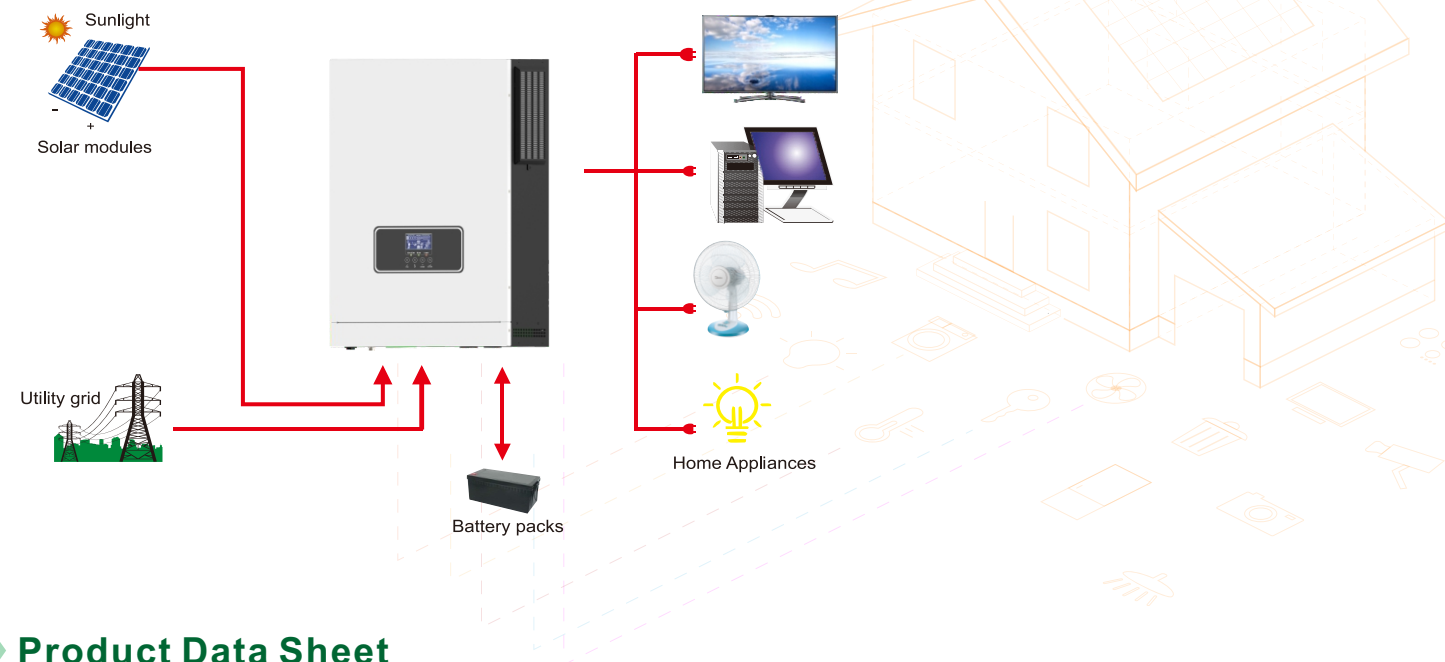 Sunlight
-
+
Solar modules
Utility grid
Battery packs
Home Appliances
Product Data Sheet